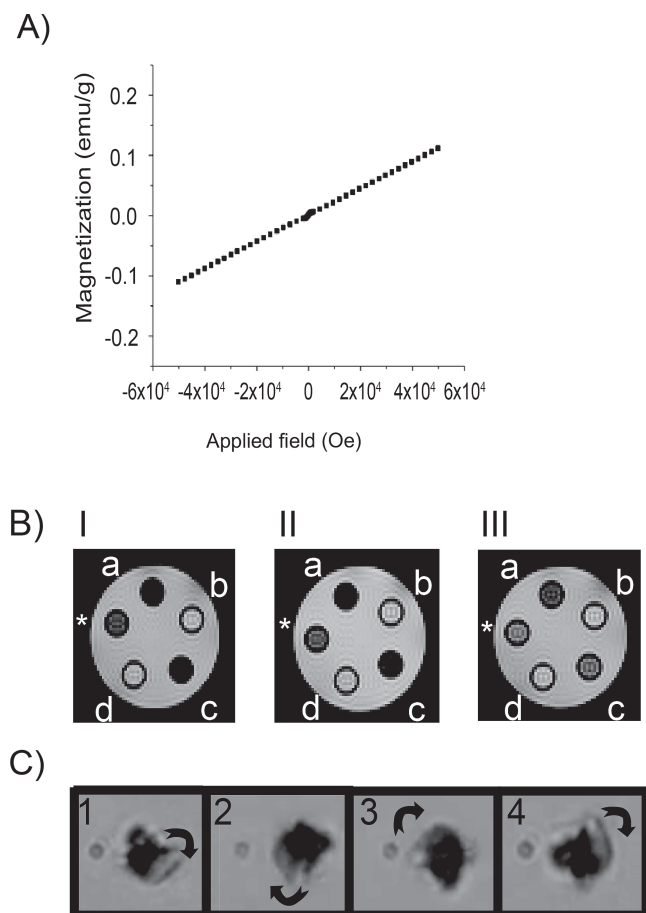 A)
Magnetization (emu/g)
0.2
0.1
0.0
-0.1
-0.2
-6x10⁴ -4x10⁴ -2x10⁴ 0 2x10⁴ 4x10⁴ 6x10⁴
Applied field (Oe)
B) I II III
a b * d c
a b * d c
a b * d c
C)
1 2 3 4